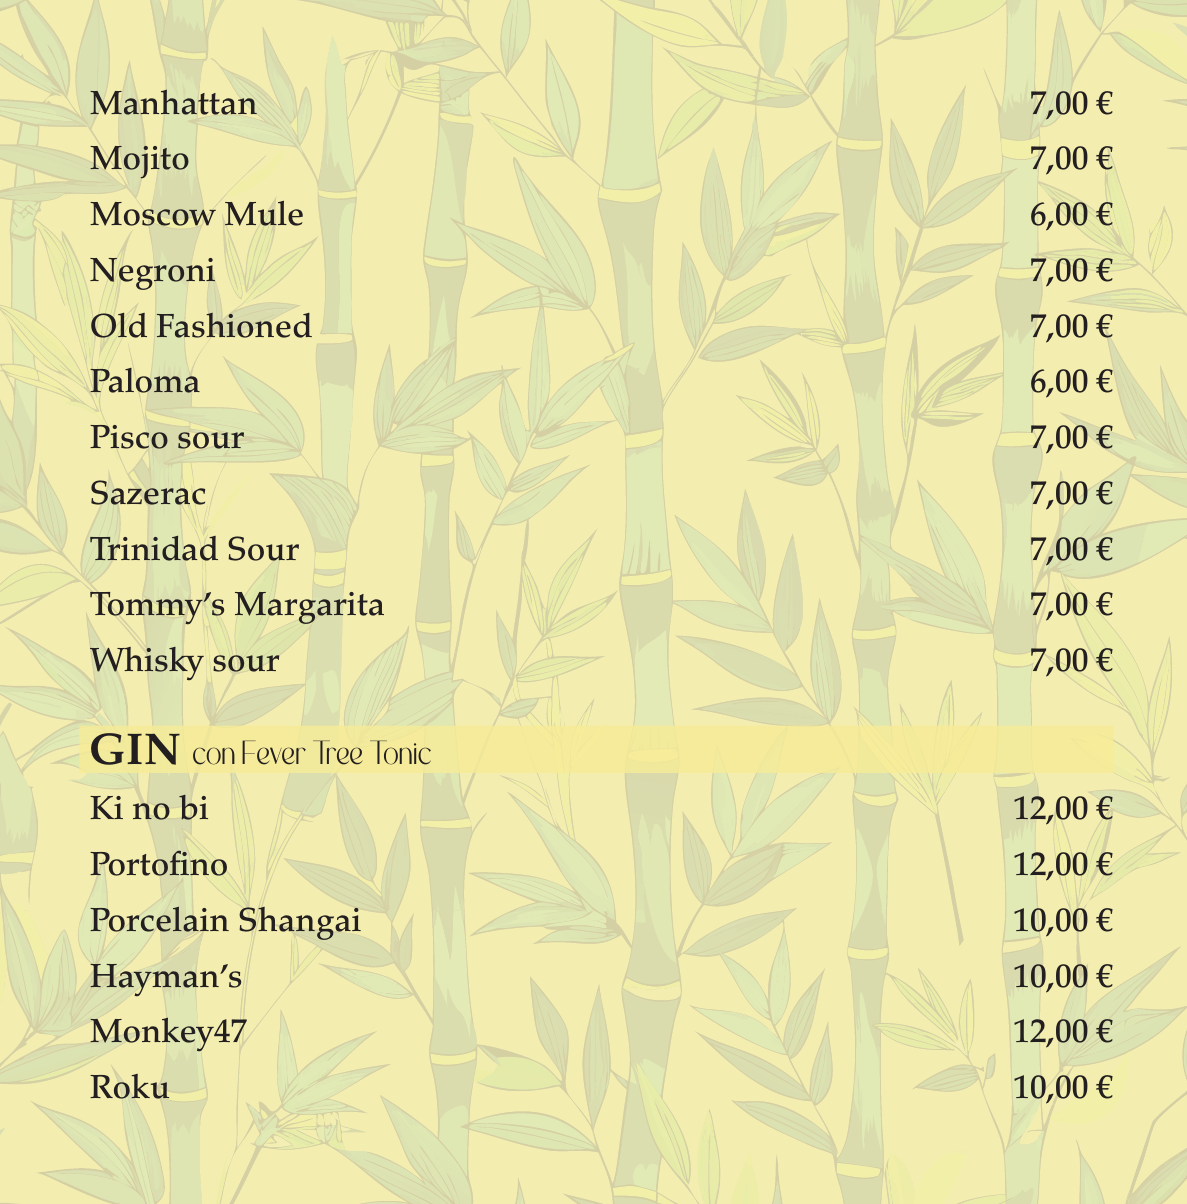 Manhattan 7,00 €
Mojito 7,00 €
Moscow Mule 6,00 €
Negroni 7,00 €
Old Fashioned 7,00 €
Paloma 6,00 €
Pisco sour 7,00 €
Sazerac 7,00 €
Trinidad Sour 7,00 €
Tommy’s Margarita 7,00 €
Whisky sour 7,00 €
GIN con Fever Tree Tonic
Ki no bi 12,00 €
Portofino 12,00 €
Porcelain Shangai 10,00 €
Hayman’s 10,00 €
Monkey47 12,00 €
Roku 10,00 €